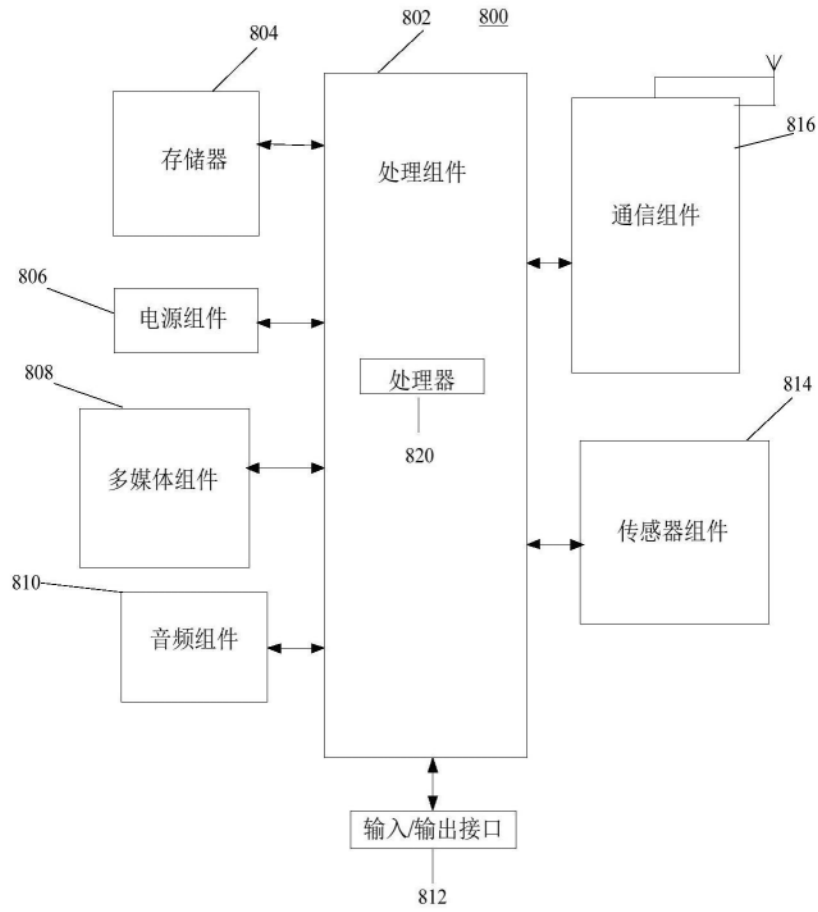 804
802
800
816
存储器
处理组件
通信组件
806
电源组件
处理器
808
820
814
多媒体组件
传感器组件
810
音频组件
输入/输出接口
812